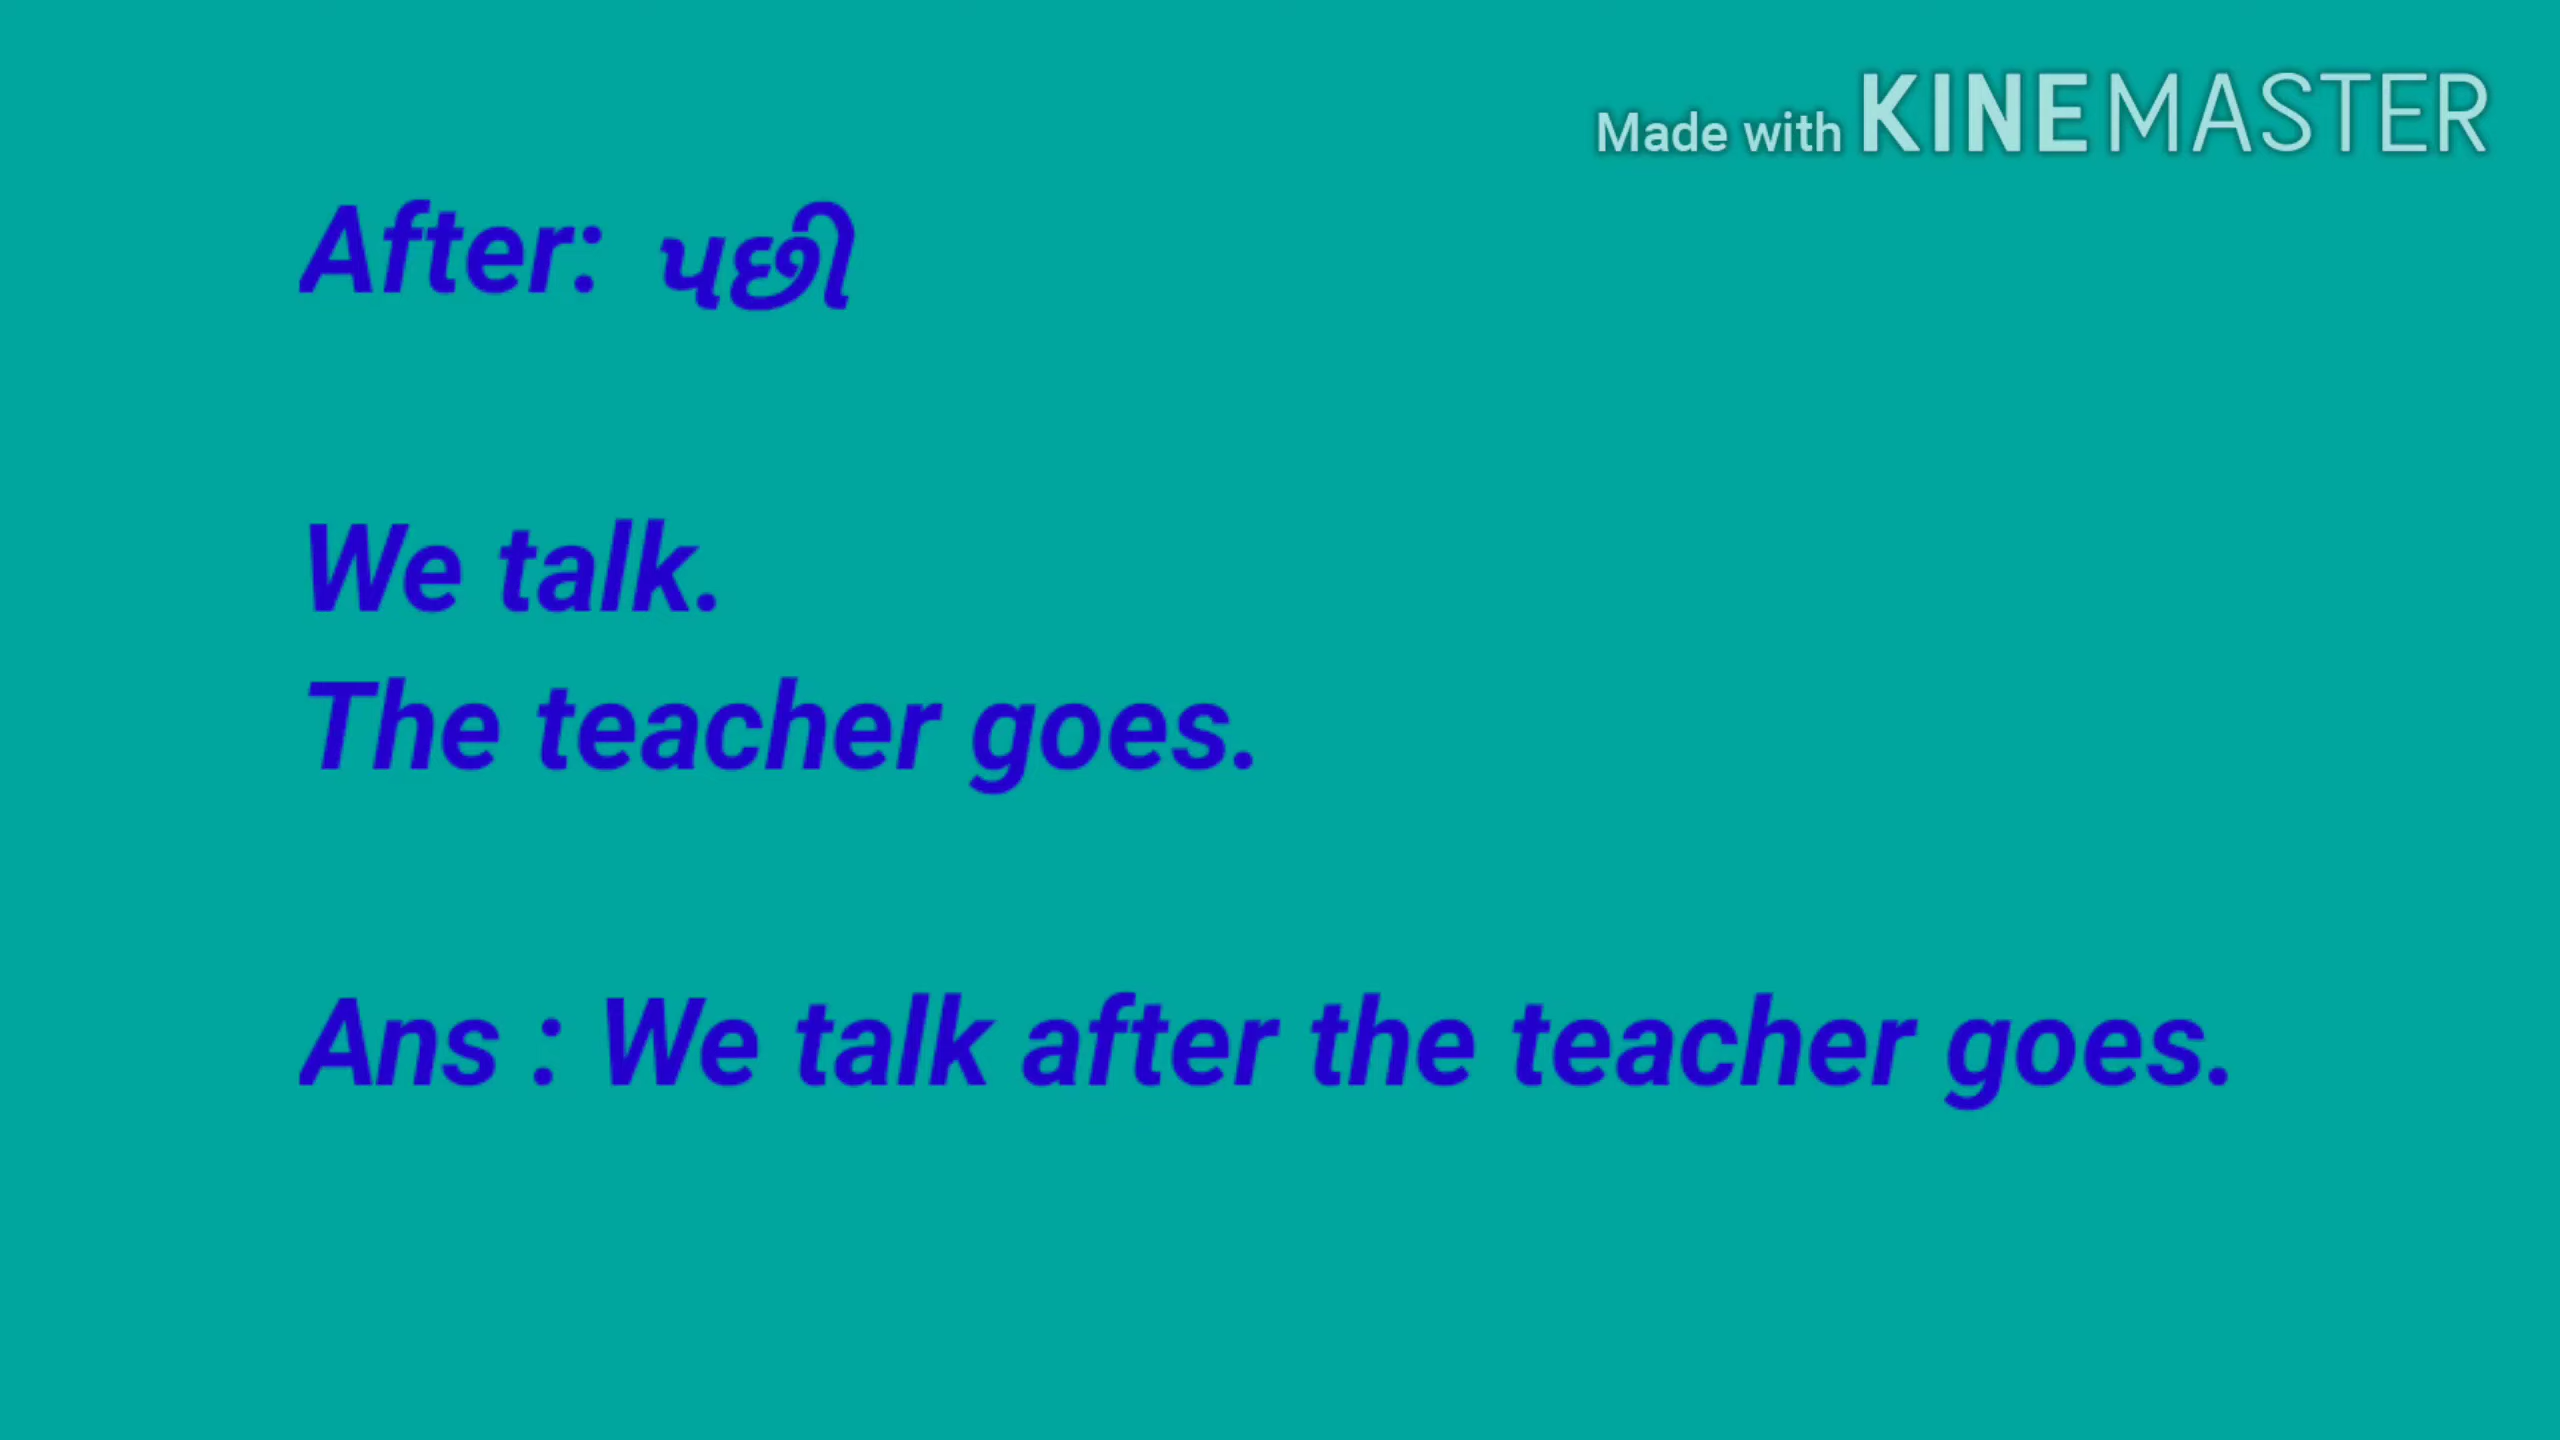 Made with KINEMASTER
After: પછી
We talk.
The teacher goes.
Ans : We talk after the teacher goes.